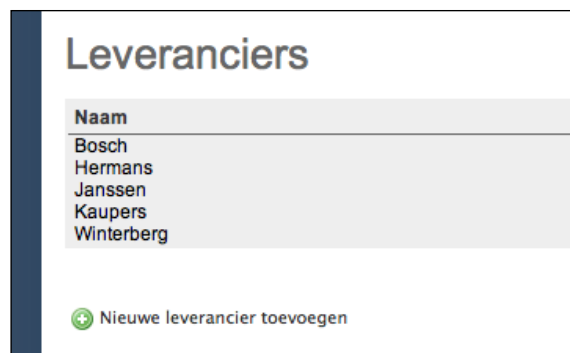 Leveranciers
Naam
Bosch
Hermans
Janssen
Kaupers
Winterberg
Nieuwe leverancier toevoegen